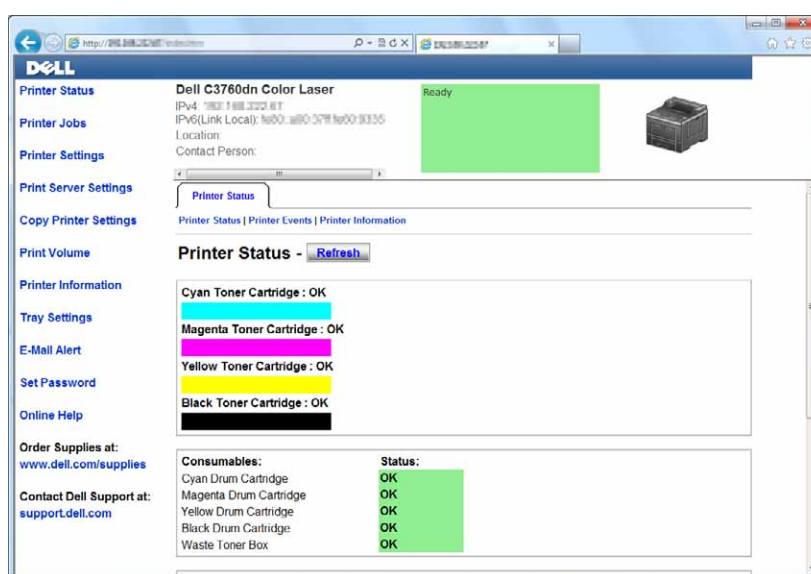 http://
DELL
Printer Status
Printer Jobs
Printer Settings
Print Server Settings
Copy Printer Settings
Print Volume
Printer Information
Tray Settings
E-Mail Alert
Set Password
Online Help
Order Supplies at:
www.dell.com/supplies
Contact Dell Support at:
support.dell.com
Dell C3760dn Color Laser
IPv4:
IPv6(Link Local):
Location:
Contact Person:
Ready
Printer Status
Printer Status | Printer Events | Printer Information
Printer Status - Refresh
Cyan Toner Cartridge : OK
Magenta Toner Cartridge : OK
Yellow Toner Cartridge : OK
Black Toner Cartridge : OK
Consumables: Status:
Cyan Drum Cartridge OK
Magenta Drum Cartridge OK
Yellow Drum Cartridge OK
Black Drum Cartridge OK
Waste Toner Box OK